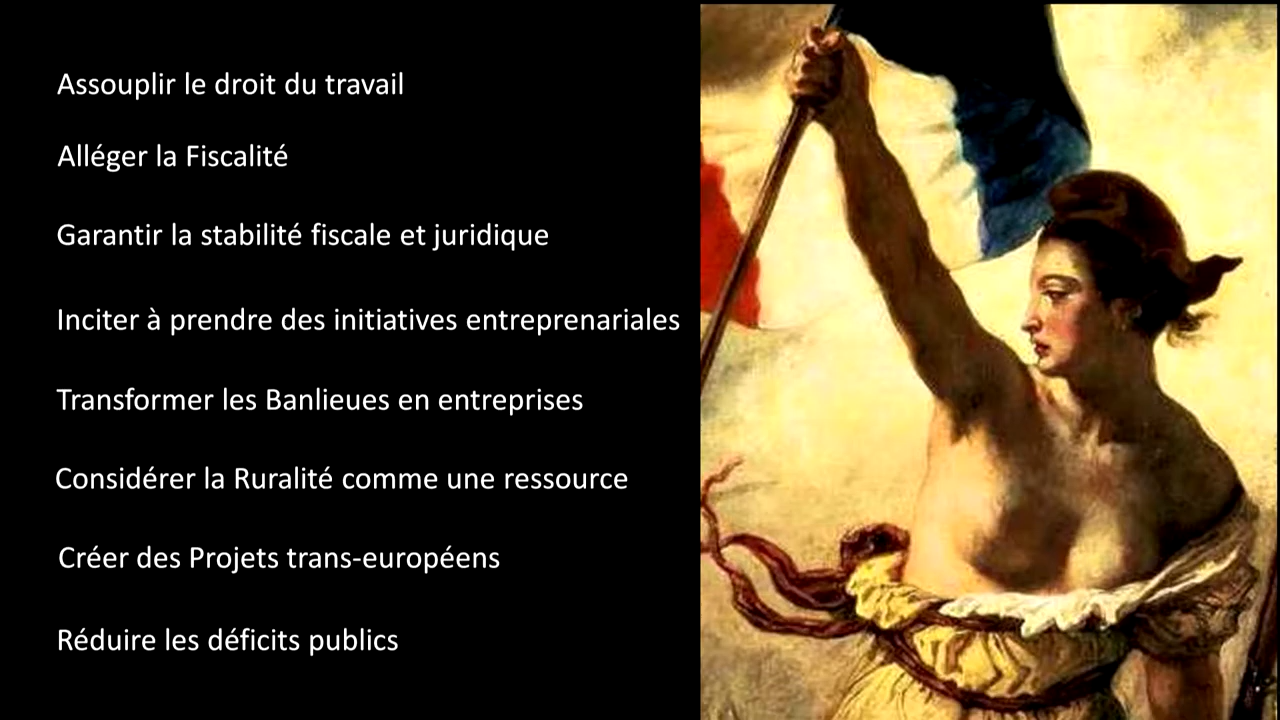 Assouplir le droit du travail
Alléger la Fiscalité
Garantir la stabilité fiscale et juridique
Inciter à prendre des initiatives entreprenariales
Transformer les Banlieues en entreprises
Considérer la Ruralité comme une ressource
Créer des Projets trans-européens
Réduire les déficits publics